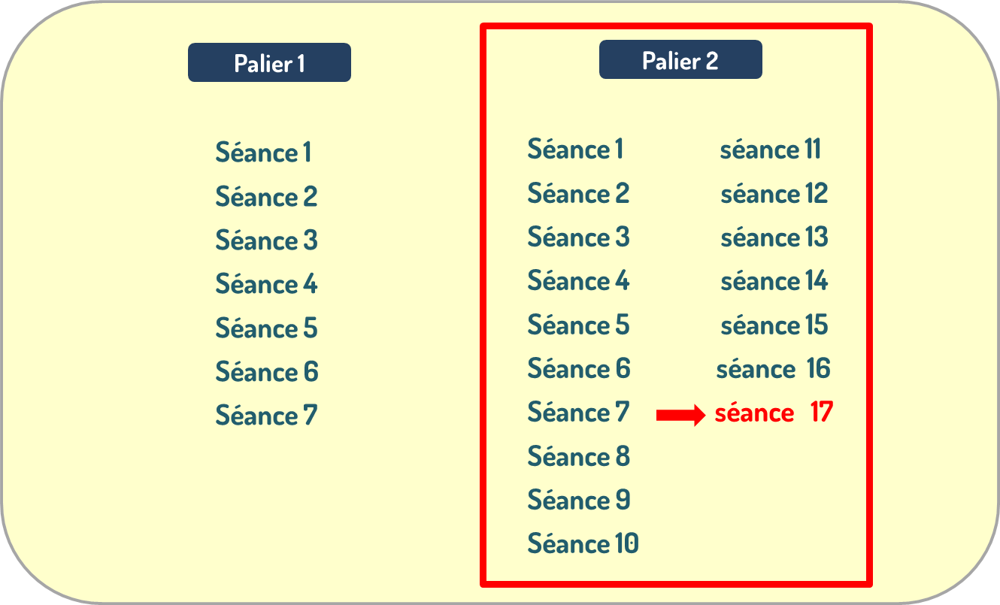 Palier 1
Séance 1
Séance 2
Séance 3
Séance 4
Séance 5
Séance 6
Séance 7
Palier 2
Séance 1
Séance 2
Séance 3
Séance 4
Séance 5
Séance 6
Séance 7
Séance 8
Séance 9
Séance 10
séance 11
séance 12
séance 13
séance 14
séance 15
séance 16
séance 17